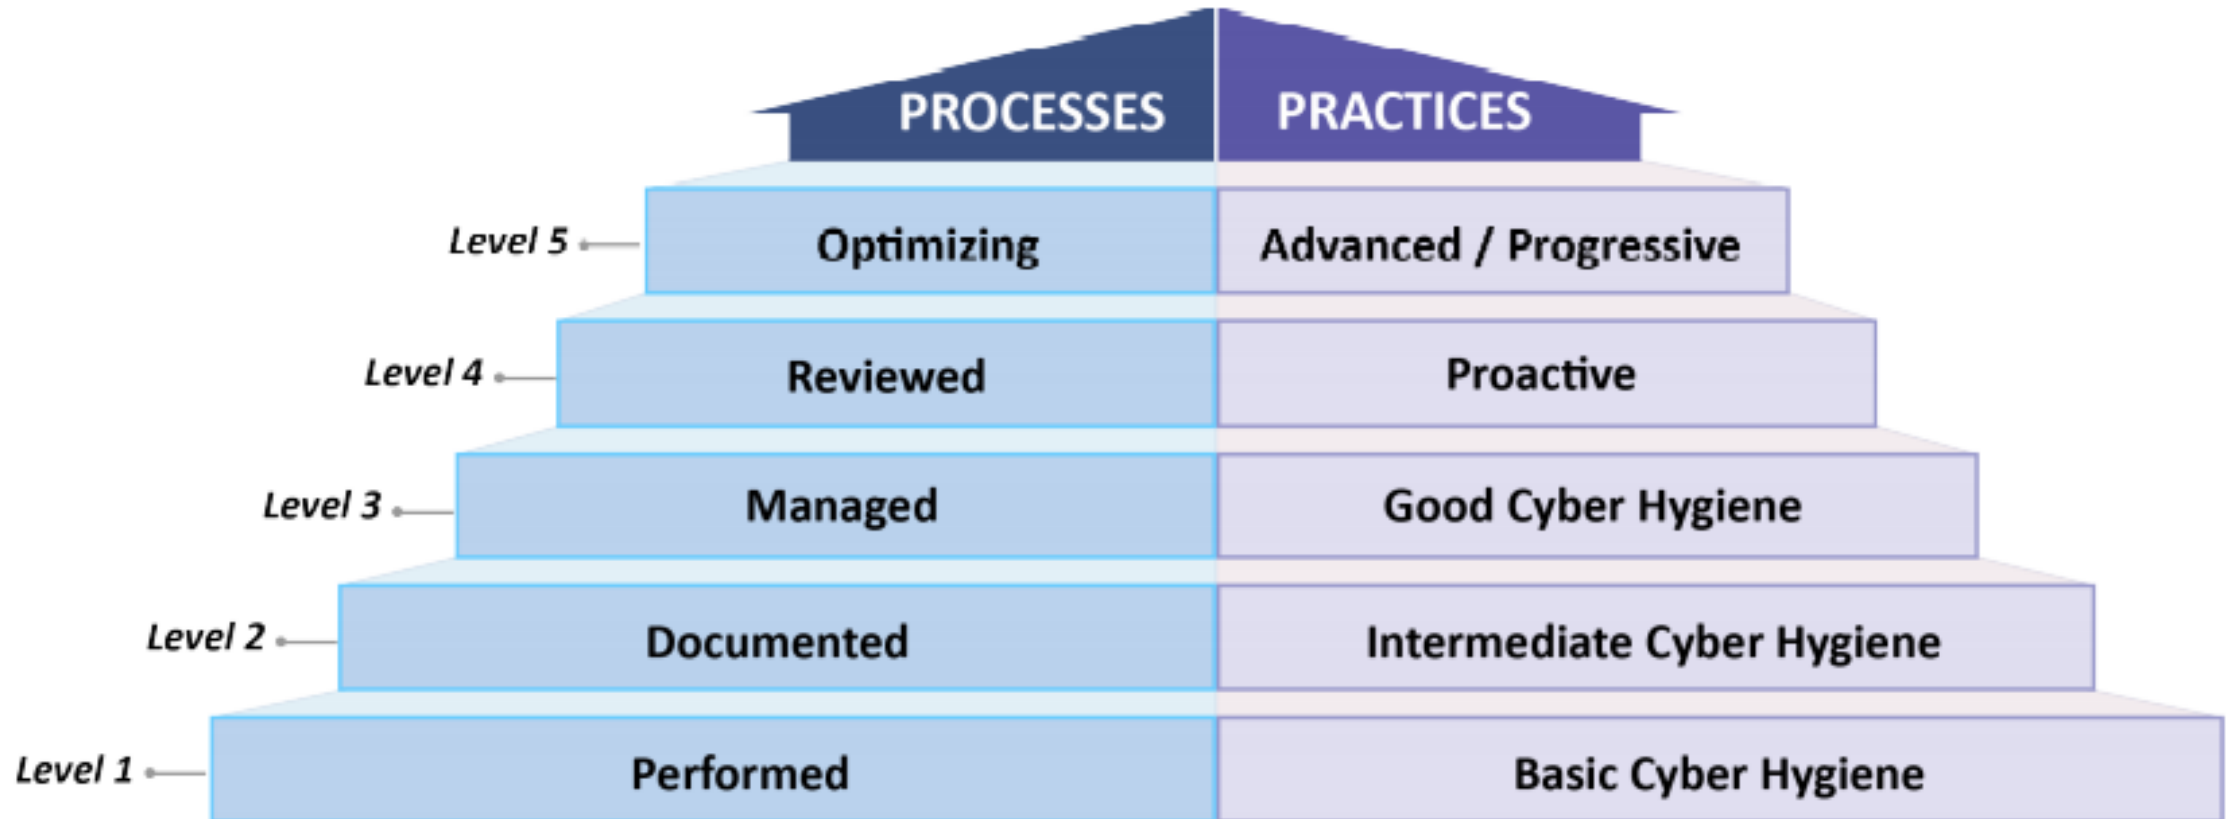 PROCESSES PRACTICES
Level 5 Optimizing Advanced / Progressive
Level 4 Reviewed Proactive
Level 3 Managed Good Cyber Hygiene
Level 2 Documented Intermediate Cyber Hygiene
Level 1 Performed Basic Cyber Hygiene